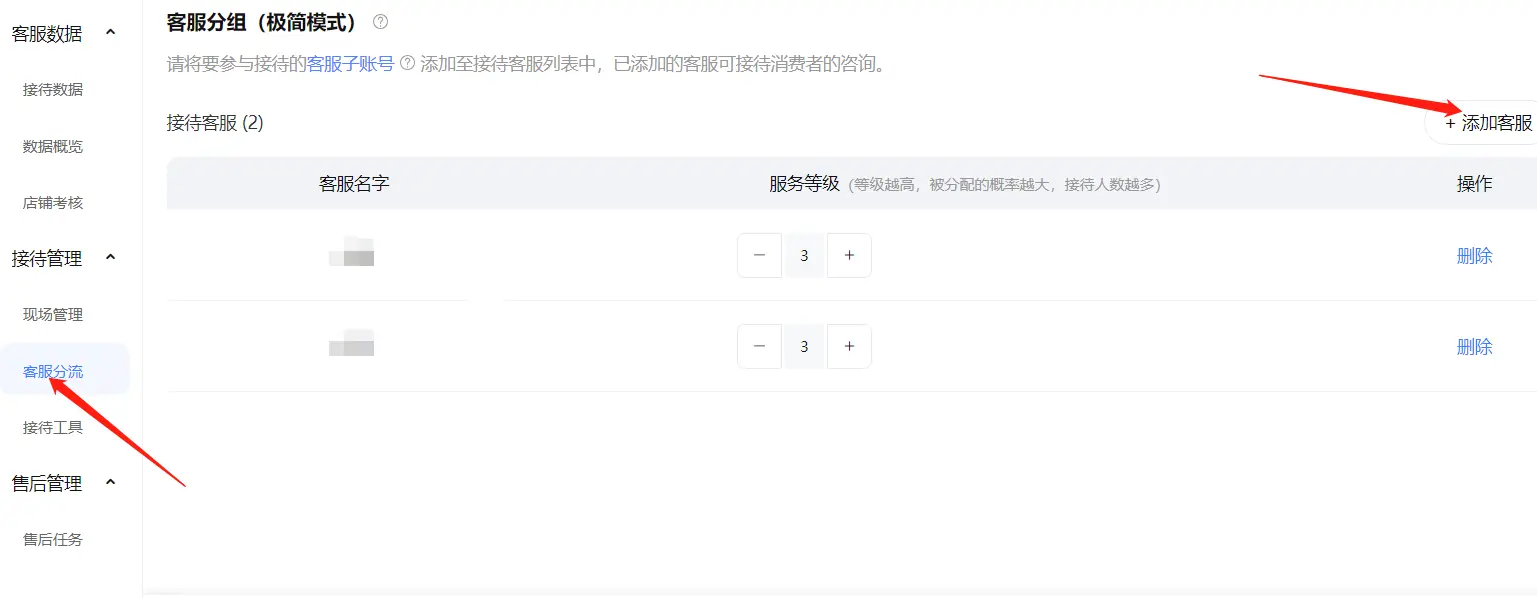 客服数据
接待数据
数据概览
店铺考核
接待管理
现场管理
客服分流
接待工具
售后管理
售后任务
客服分组（极简模式） ?
请将要参与接待的客服子账号 ? 添加至接待客服列表中，已添加的客服可接待消费者的咨询。
接待客服 (2)
+ 添加客服
客服名字 服务等级 (等级越高，被分配的概率越大，接待人数越多) 操作
− 3 + 删除
− 3 + 删除